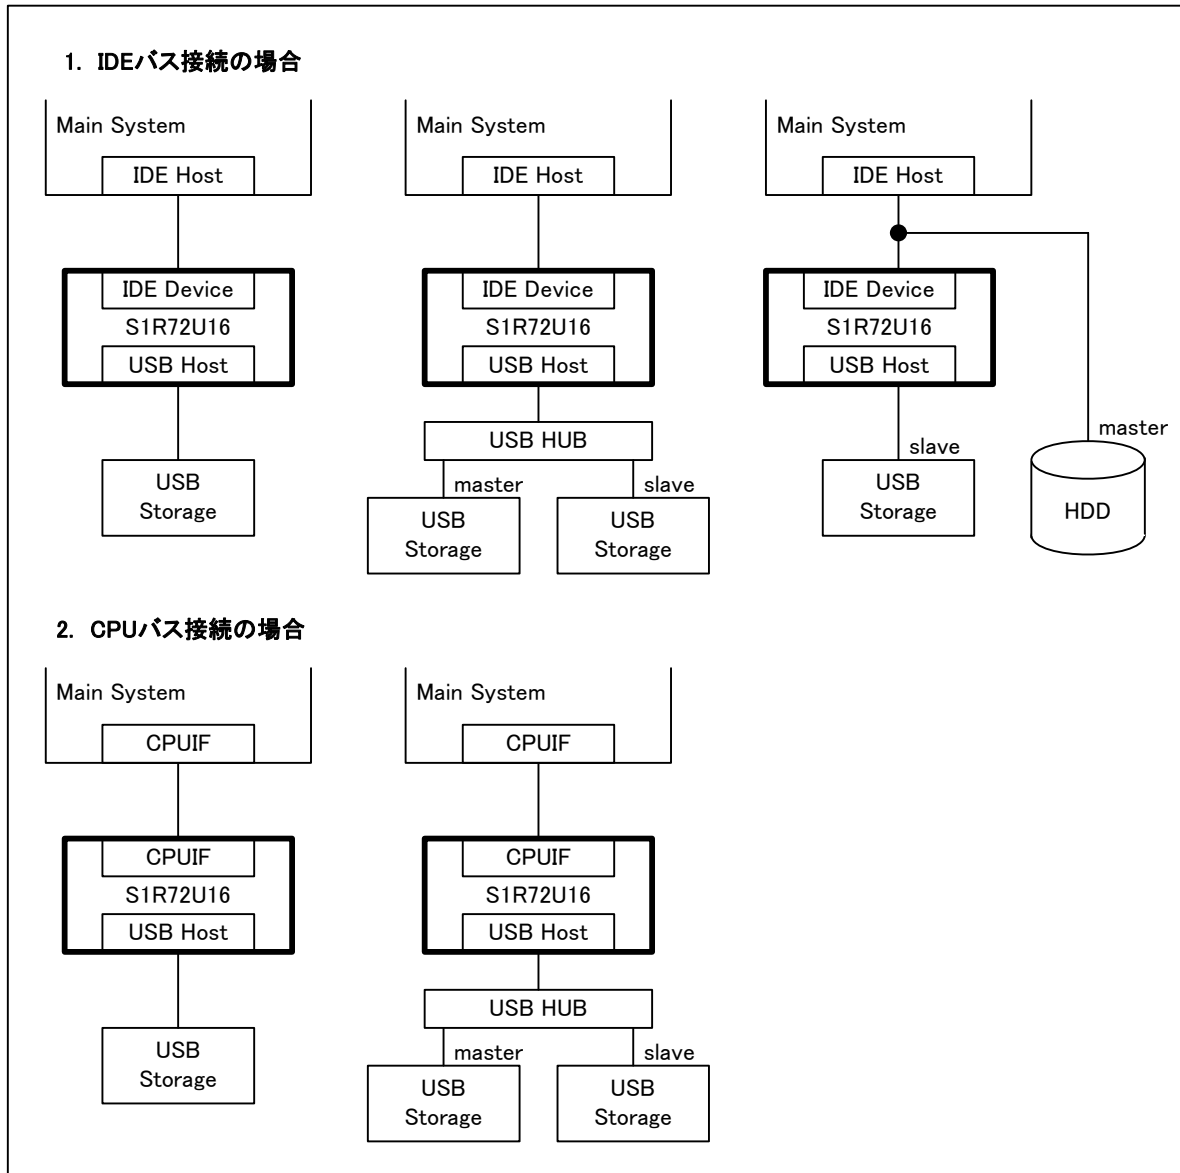 1. IDEバス接続の場合
Main System
IDE Host
IDE Device
S1R72U16
USB Host
USB
Storage
Main System
IDE Host
IDE Device
S1R72U16
USB Host
USB HUB
master
USB
Storage
slave
USB
Storage
Main System
IDE Host
IDE Device
S1R72U16
USB Host
slave
USB
Storage
master
HDD
2. CPUバス接続の場合
Main System
CPUIF
CPUIF
S1R72U16
USB Host
USB
Storage
Main System
CPUIF
CPUIF
S1R72U16
USB Host
USB HUB
master
USB
Storage
slave
USB
Storage